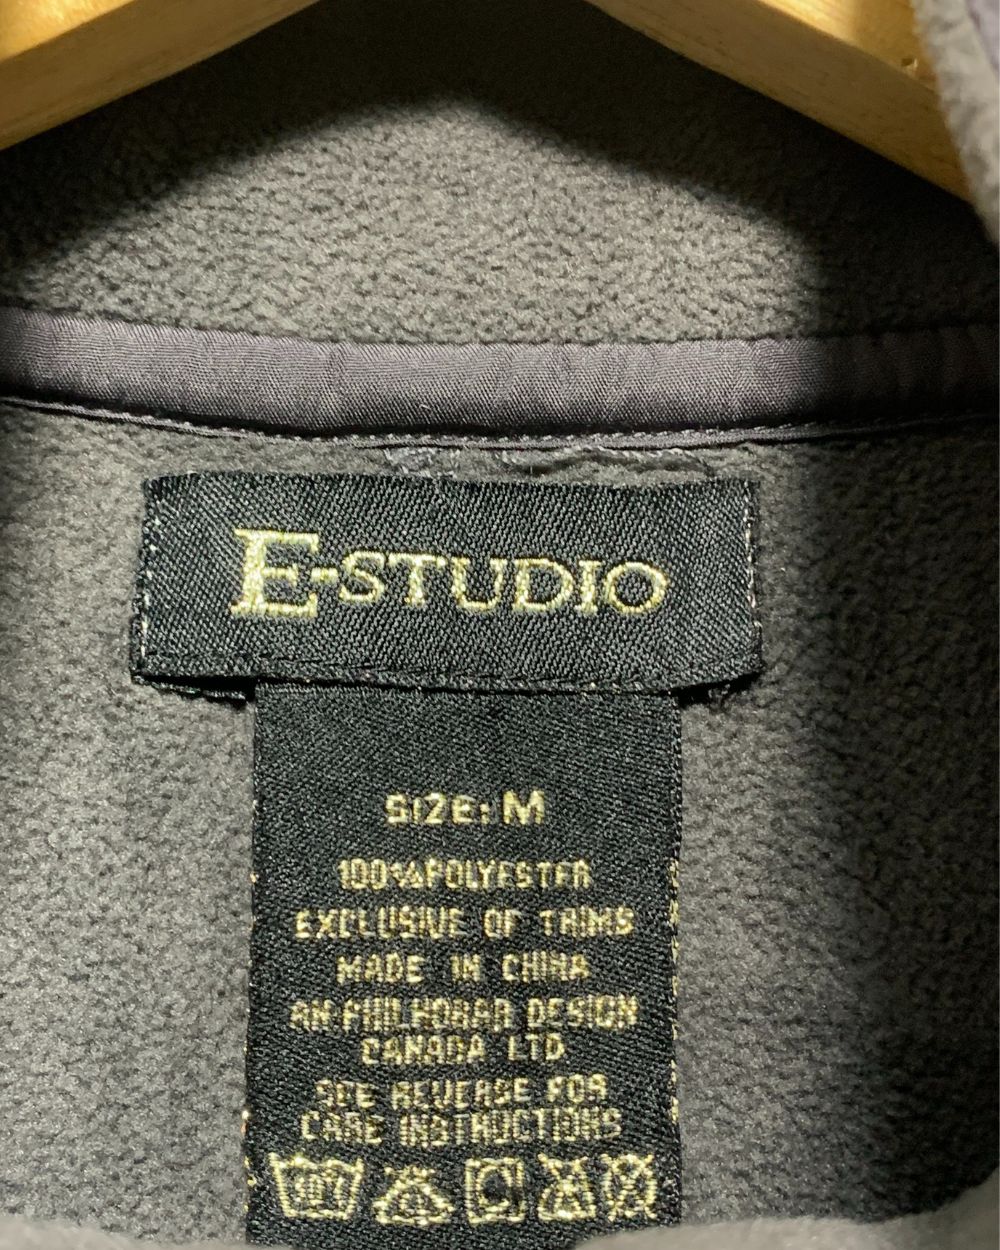 E-STUDIO
SIZE: M
100% POLYESTER
EXCLUSIVE OF TRIMS
MADE IN CHINA
AN PHILHOBAR DESIGN
CANADA LTD
SEE REVERSE FOR
CARE INSTRUCTIONS